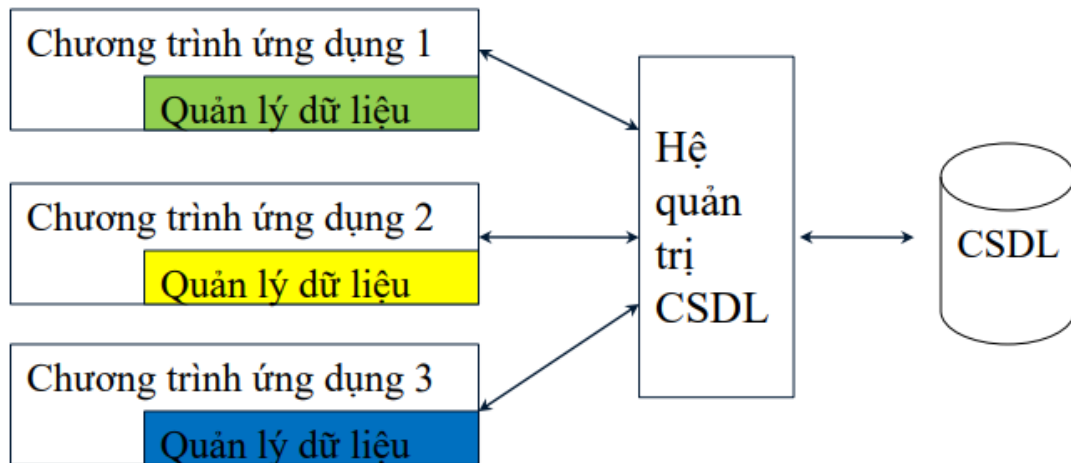 Chương trình ứng dụng 1
Quản lý dữ liệu
Chương trình ứng dụng 2
Quản lý dữ liệu
Chương trình ứng dụng 3
Quản lý dữ liệu
Hệ
quản
trị
CSDL
CSDL